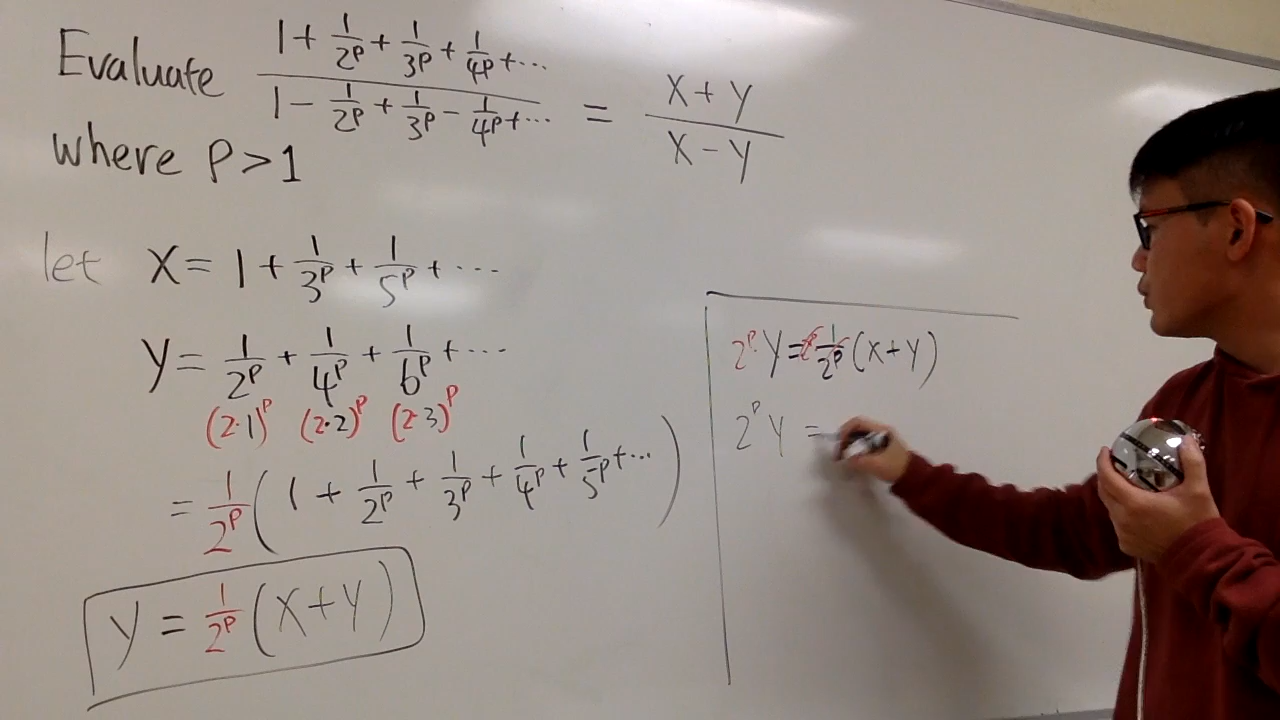 Evaluate (1 + 1/2^p + 1/3^p + 1/4^p + ...) / (1 - 1/2^p + 1/3^p - 1/4^p + ...) = (X + Y) / (X - Y)
where P > 1
let X = 1 + 1/3^p + 1/5^p + ...
Y = 1/2^p + 1/4^p + 1/6^p + ...
(2·1)^p (2·2)^p (2·3)^p
= 1/2^p (1 + 1/2^p + 1/3^p + 1/4^p + 1/5^p + ...)
Y = 1/2^p (X + Y)
2^p · Y = 2^p · 1/2^p (X + Y)
2^p Y =